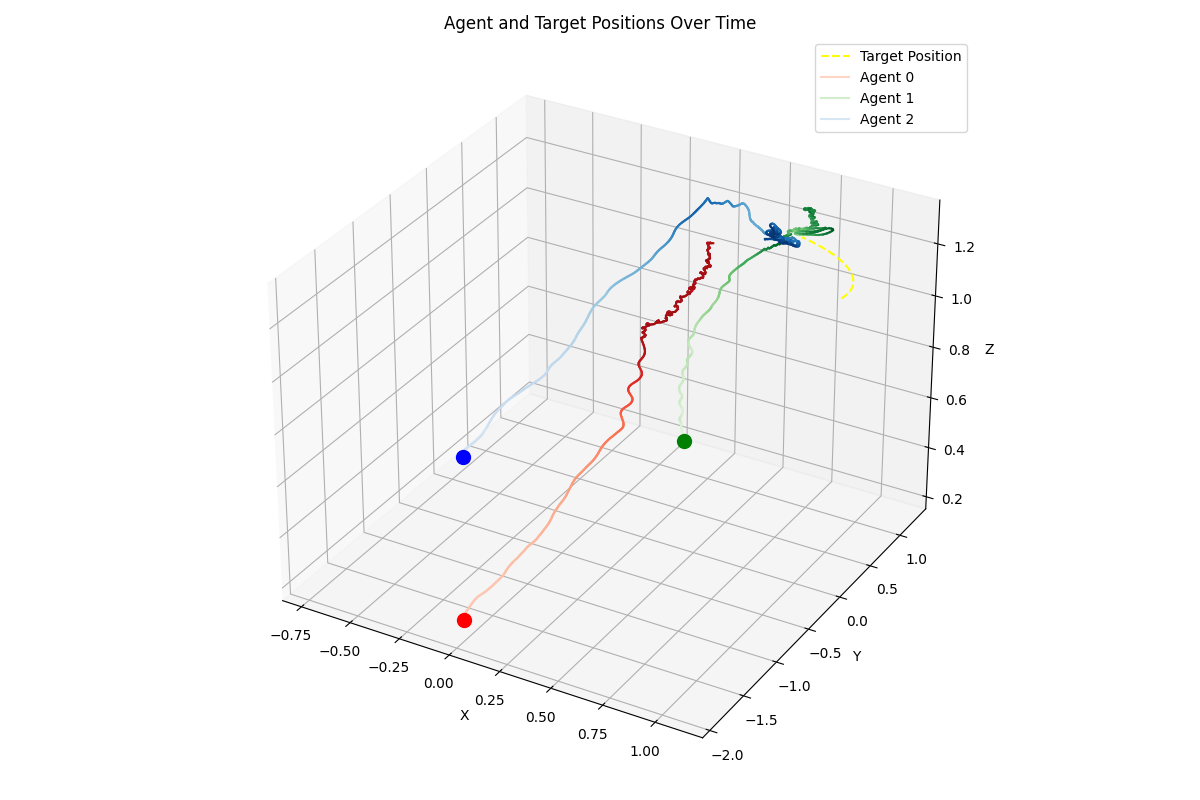 Agent and Target Positions Over Time
Target Position
Agent 0
Agent 1
Agent 2
1.2
1.0
Z
0.8
0.6
0.4
0.2
1.0
0.5
0.0
−0.5
Y
−1.0
−1.5
−2.0
−0.75
−0.50
−0.25
0.00
0.25
X
0.50
0.75
1.00